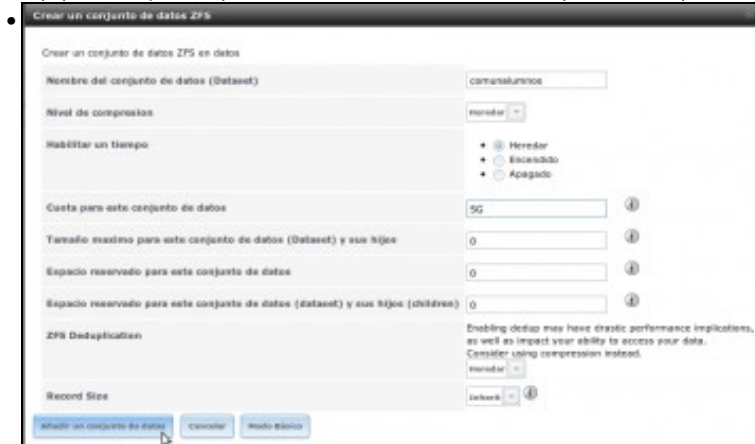 Crear un conjunto de datos ZFS
Crear un conjunto de datos ZFS en datos
Nombre del conjunto de datos (Dataset)
comunalumnos
Nivel de compresion
Heredar
Habilitar un tiempo
Heredar
Encendido
Apagado
Cuota para este conjunto de datos
5G
Tamaño maximo para este conjunto de datos (Dataset) y sus hijos
0
Espacio reservado para este conjunto de datos
0
Espacio reservado para este conjunto de datos (dataset) y sus hijos (children)
0
ZFS Deduplication
Enabling dedup may have drastic performance implications,
as well as impact your ability to access your data.
Consider using compression instead.
Heredar
Record Size
Inherit
Añadir un conjunto de datos
Cancelar
Modo Básico